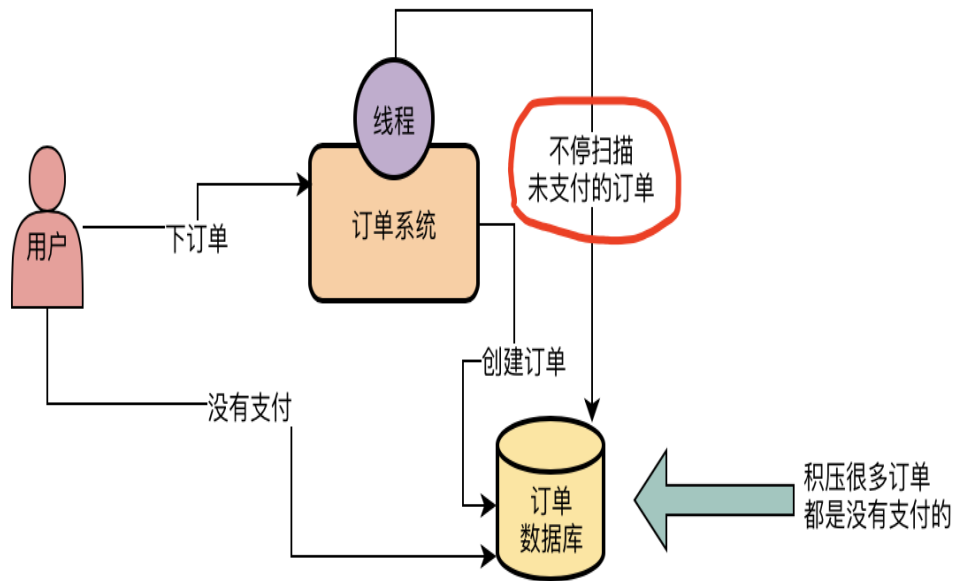 线程
不停扫描
未支付的订单
用户
下订单
订单系统
创建订单
没有支付
订单
数据库
积压很多订单
都是没有支付的